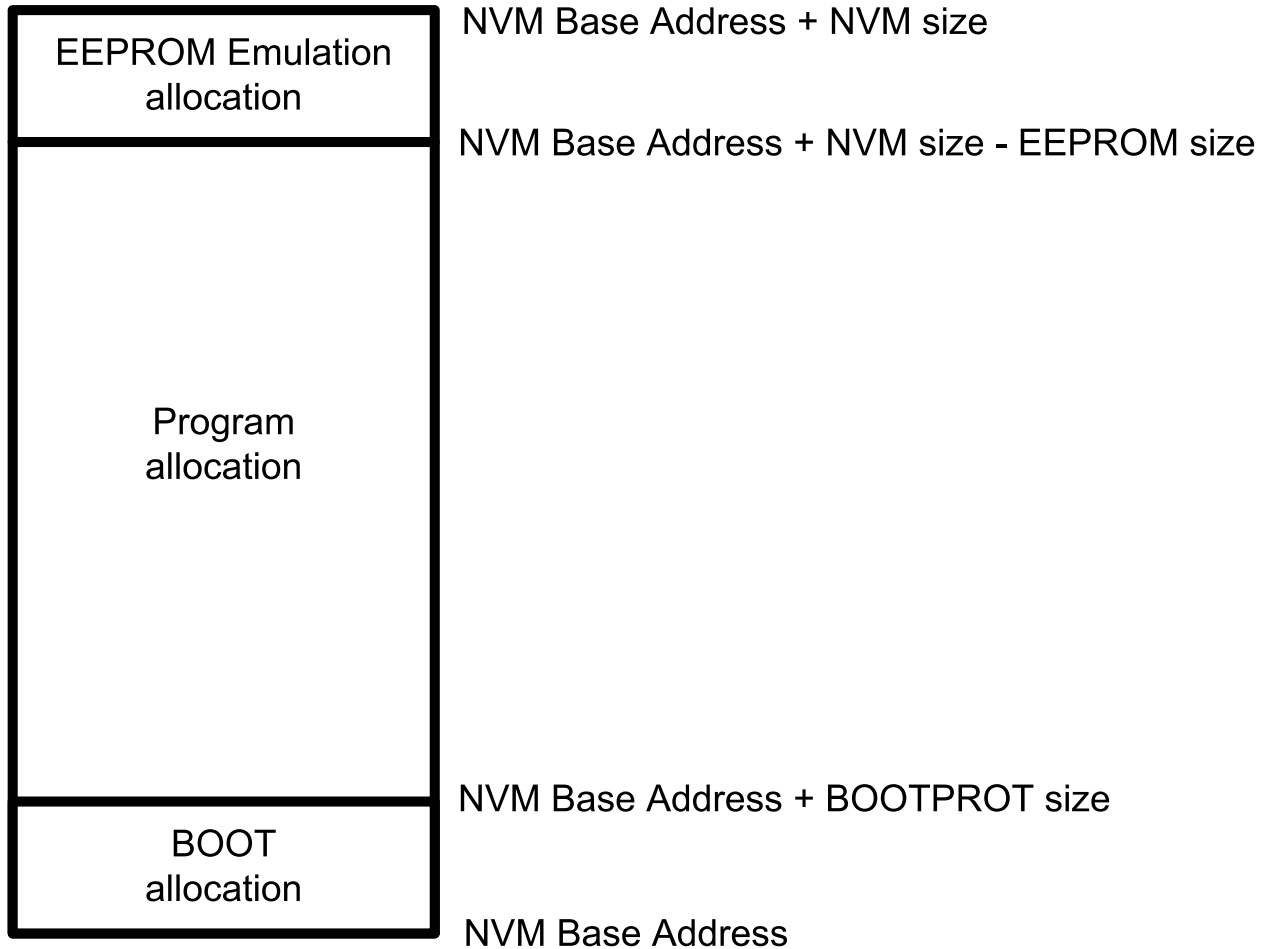 NVM Base Address + NVM size
EEPROM Emulation
allocation
NVM Base Address + NVM size - EEPROM size
Program
allocation
NVM Base Address + BOOTPROT size
BOOT
allocation
NVM Base Address